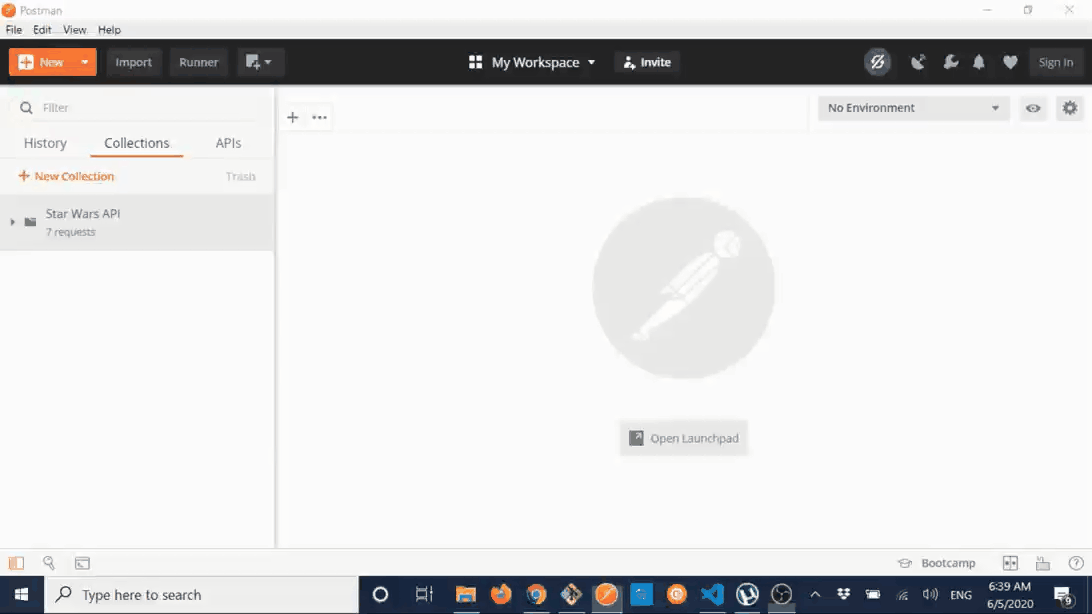 Postman
File Edit View Help
New Import Runner My Workspace Invite Sign In
Filter
No Environment
History Collections APIs
New Collection Trash
Star Wars API
7 requests
Open Launchpad
Bootcamp
Type here to search
ENG
6:39 AM
6/5/2020
9